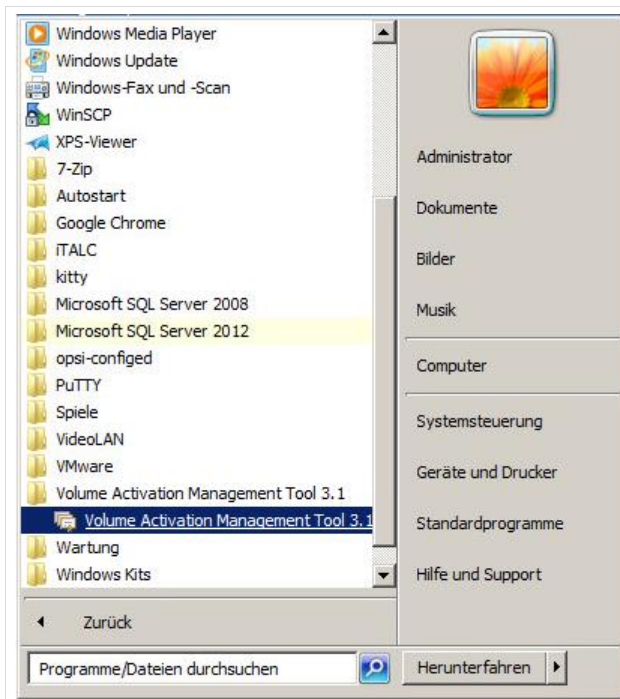 Windows Media Player
Windows Update
Windows-Fax und -Scan
WinSCP
XPS-Viewer
7-Zip
Autostart
Google Chrome
iTALC
kitty
Microsoft SQL Server 2008
Microsoft SQL Server 2012
opsi-configed
PuTTY
Spiele
VideoLAN
VMware
Volume Activation Management Tool 3.1
Volume Activation Management Tool 3.1
Wartung
Windows Kits
Zurück
Programme/Dateien durchsuchen
Administrator
Dokumente
Bilder
Musik
Computer
Systemsteuerung
Geräte und Drucker
Standardprogramme
Hilfe und Support
Herunterfahren